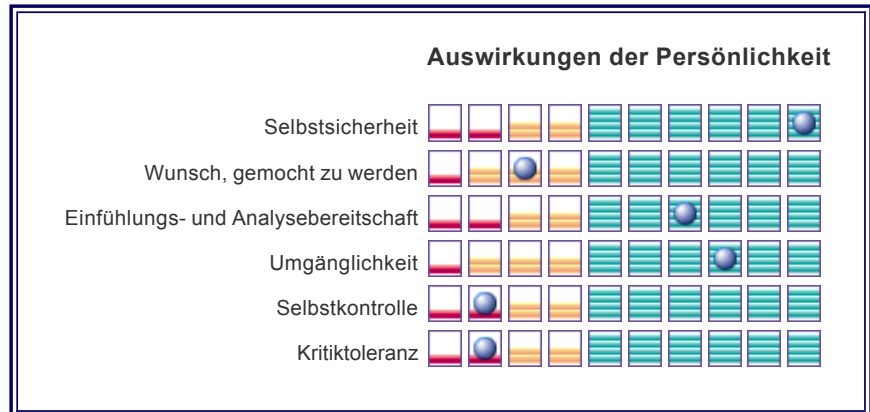 Auswirkungen der Persönlichkeit
Selbstsicherheit
Wunsch, gemocht zu werden
Einfühlungs- und Analysebereitschaft
Umgänglichkeit
Selbstkontrolle
Kritiktoleranz